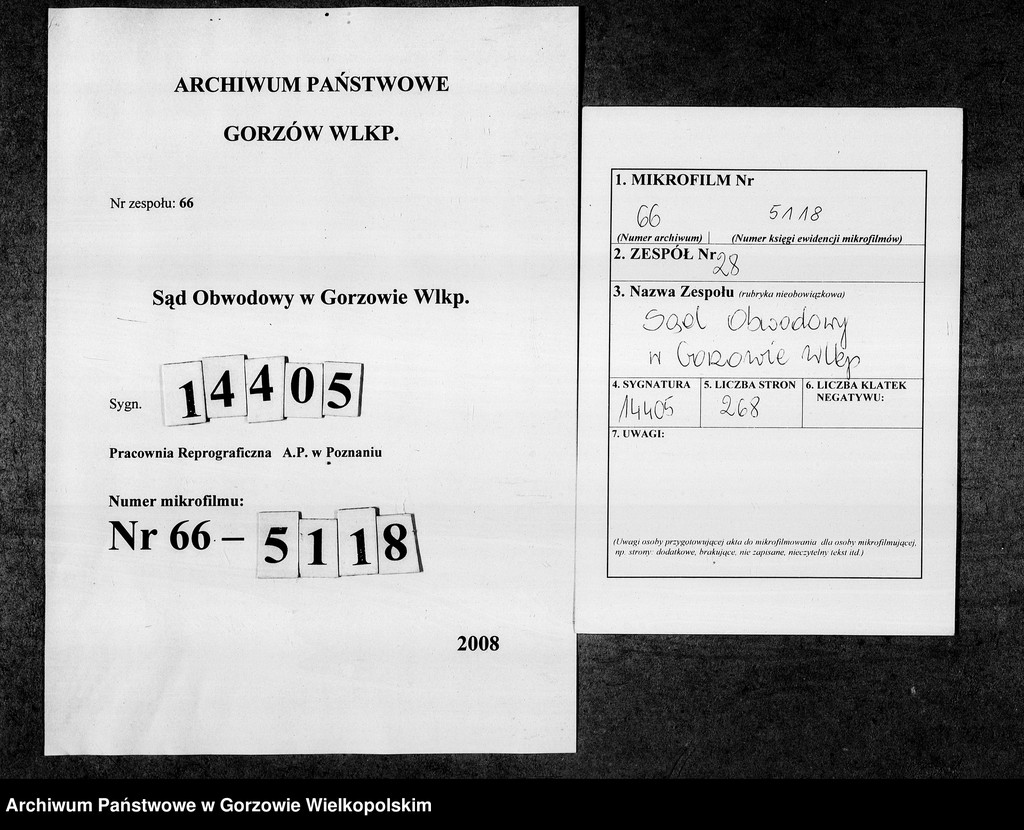 ARCHIWUM PAŃSTWOWE
GORZÓW WLKP.
Nr zespołu: 66
Sąd Obwodowy w Gorzowie Wlkp.
Sygn. 14405
Pracownia Reprograficzna A.P. w Poznaniu
Numer mikrofilmu:
Nr 66 – 5118
2008
1. MIKROFILM Nr
66 5118
(Numer archiwum) (Numer księgi ewidencji mikrofilmów)
2. ZESPÓŁ Nr 28
3. Nazwa Zespołu (rubryka nieobowiązkowa)
Sąd Obwodowy
w Gorzowie Wlkp
4. SYGNATURA 5. LICZBA STRON 6. LICZBA KLATEK
NEGATYWU:
14405 268
7. UWAGI:
(Uwagi osoby przygotowującej akta do mikrofilmowania dla osoby mikrofilmującej,
np. strony: dodatkowe, brakujące, nie zapisane, nieczytelny tekst itd.)
Archiwum Państwowe w Gorzowie Wielkopolskim